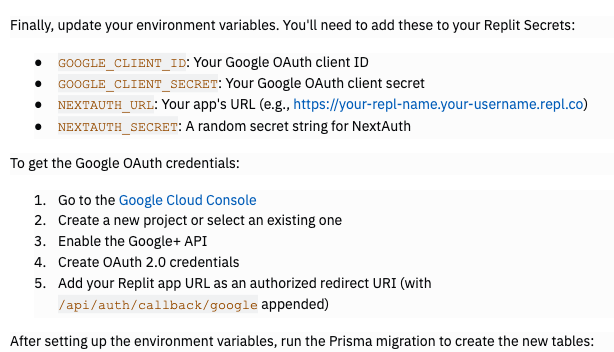 Finally, update your environment variables. You'll need to add these to your Replit Secrets:
● GOOGLE_CLIENT_ID: Your Google OAuth client ID
● GOOGLE_CLIENT_SECRET: Your Google OAuth client secret
● NEXTAUTH_URL: Your app's URL (e.g., https://your-repl-name.your-username.repl.co)
● NEXTAUTH_SECRET: A random secret string for NextAuth
To get the Google OAuth credentials:
1. Go to the Google Cloud Console
2. Create a new project or select an existing one
3. Enable the Google+ API
4. Create OAuth 2.0 credentials
5. Add your Replit app URL as an authorized redirect URI (with
/api/auth/callback/google appended)
After setting up the environment variables, run the Prisma migration to create the new tables: